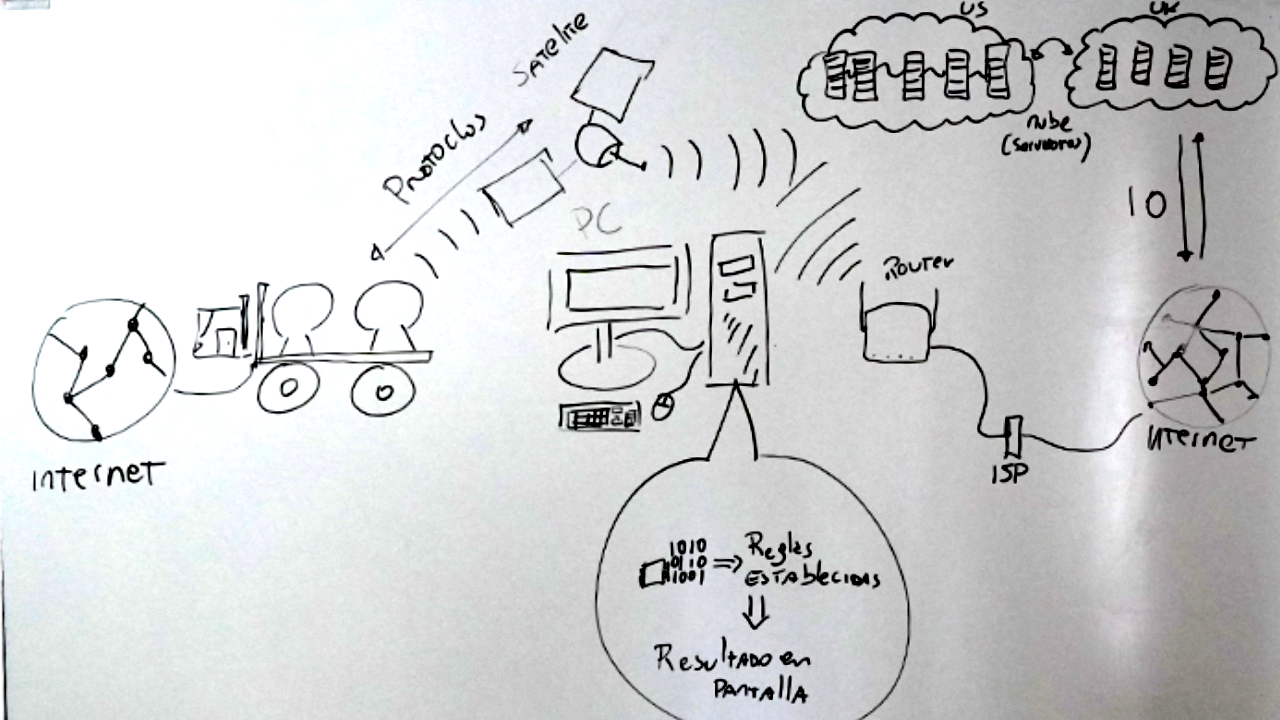 US
UK
Satelite
Protoclos
nube
(servidores)
PC
10
Router
Internet
Internet
ISP
1010
0110
1001
Reglas
Establecidas
Resultado en
Pantalla